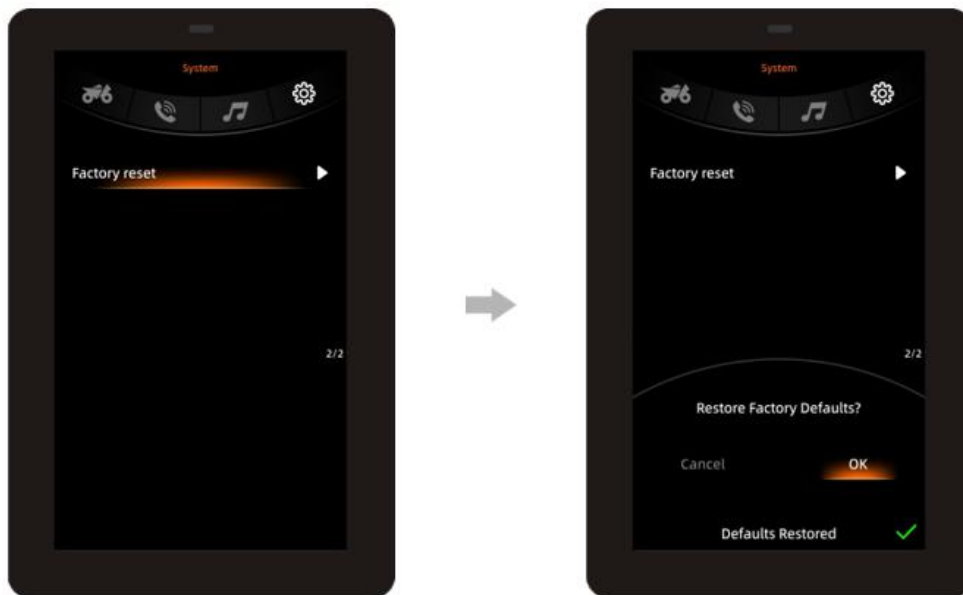 System
Factory reset
2/2
System
Factory reset
2/2
Restore Factory Defaults?
Cancel
OK
Defaults Restored